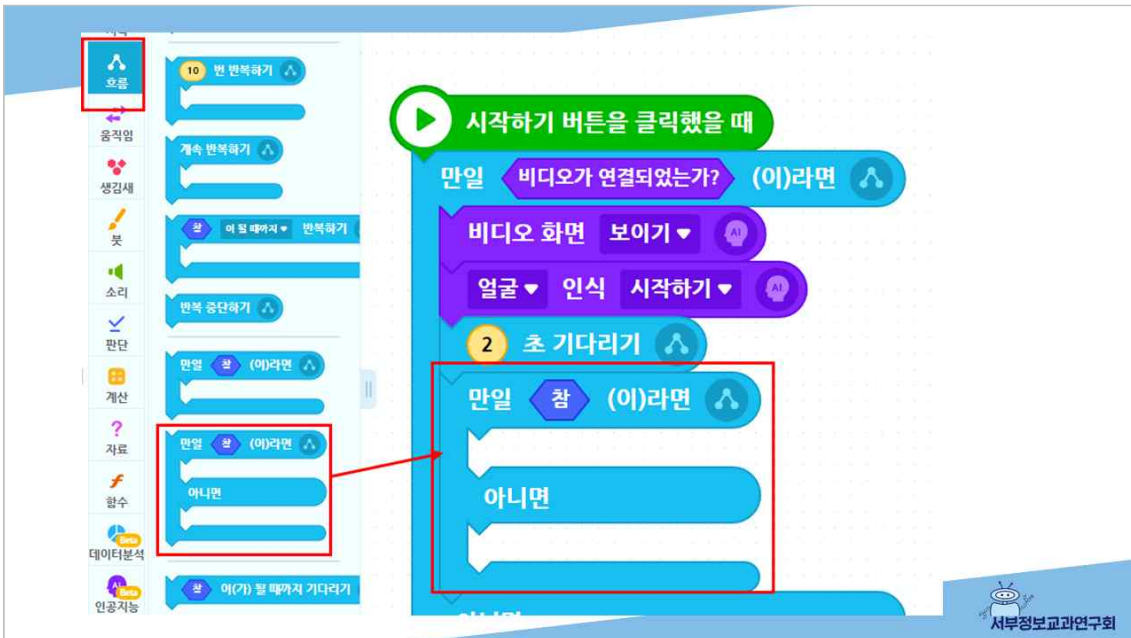 흐름
움직임
생김새
붓
소리
판단
계산
?
자료
함수
Beta
데이터분석
AI Beta
인공지능
10 번 반복하기
계속 반복하기
참 이 될 때까지 ▼ 반복하기
반복 중단하기
만일 참 (이)라면
만일 참 (이)라면
아니면
참 이(가) 될 때까지 기다리기
시작하기 버튼을 클릭했을 때
만일 비디오가 연결되었는가? (이)라면
비디오 화면 보이기 ▼ AI
얼굴 ▼ 인식 시작하기 ▼ AI
2 초 기다리기
만일 참 (이)라면
아니면
서부정보교과연구회